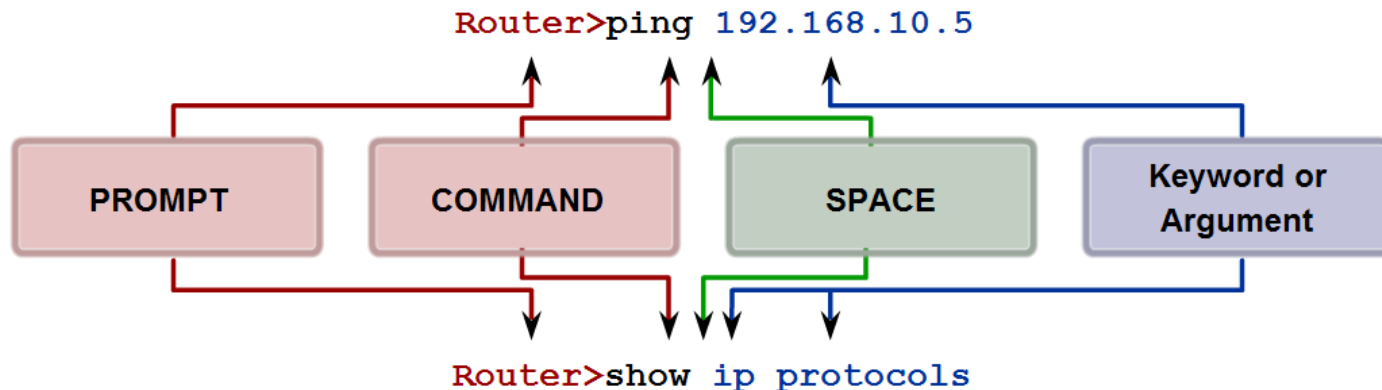 Router>ping 192.168.10.5
PROMPT
COMMAND
SPACE
Keyword or
Argument
Router>show ip protocols